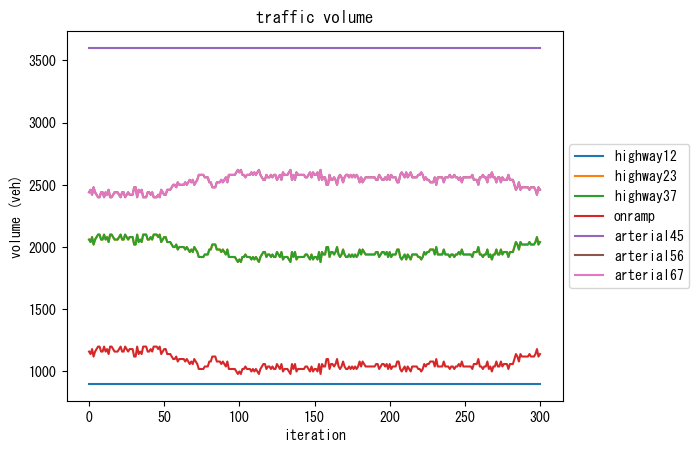 traffic volume
volume (veh)
3500
3000
2500
2000
1500
1000
0
50
100
150
200
250
300
iteration
highway12
highway23
highway37
onramp
arterial45
arterial56
arterial67